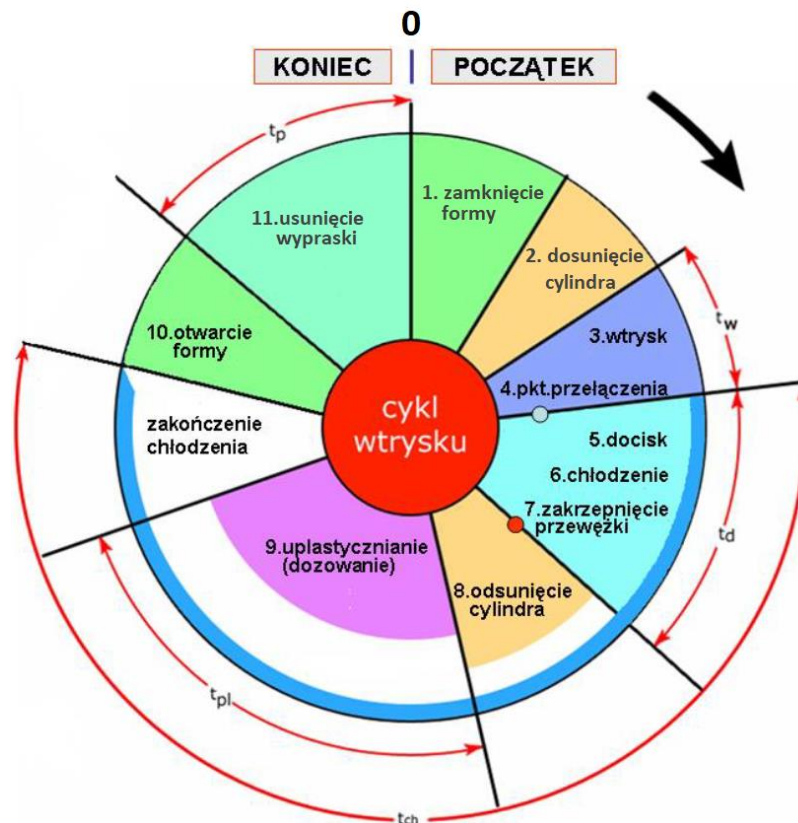 0
KONIEC
POCZĄTEK
tp
1. zamknięcie
formy
11.usunięcie
wypraski
2. dosunięcie
cylindra
tw
10.otwarcie
formy
3.wtrysk
4.pkt.przełączenia
cykl
wtrysku
zakończenie
chłodzenia
5.docisk
6.chłodzenie
7.zakrzepnięcie
przewężki
td
9.uplastycznianie
(dozowanie)
8.odsunięcie
cylindra
tpl
tch